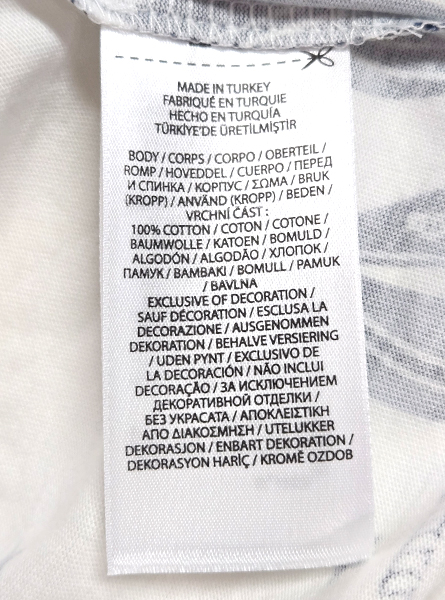 MADE IN TURKEY
FABRIQUÉ EN TURQUIE
HECHO EN TURQUÍA
TÜRKİYE'DE ÜRETİLMİŞTİR
BODY / CORPS / CORPO / OBERTEIL /
ROMP / HOVEDDEL / CUERPO / ПЕРЕД
И СПИНКА / КОРПУС / ΣΩΜΑ / BRUK
(KROPP) / ANVÄND (KROPP) / BEDEN /
VRCHNÍ ČÁST :
100% COTTON / COTON / COTONE /
BAUMWOLLE / KATOEN / BOMULD /
ALGODÓN / ALGODÃO / ХЛОПОК /
ПАМУК / ΒΑΜΒΑΚΙ / BOMULL / PAMUK
/ BAVLNA
EXCLUSIVE OF DECORATION /
SAUF DÉCORATION / ESCLUSA LA
DECORAZIONE / AUSGENOMMEN
DEKORATION / BEHALVE VERSIERING
/ UDEN PYNT / EXCLUSIVO DE
LA DECORACIÓN / NÃO INCLUI
DECORAÇÃO / ЗА ИСКЛЮЧЕНИЕМ
ДЕКОРАТИВНОЙ ОТДЕЛКИ /
БЕЗ УКРАСАТА / ΑΠΟΚΛΕΙΣΤΙΚΗ
ΑΠΟ ΔΙΑΚΟΣΜΗΣΗ / UTELUKKER
DEKORASJON / ENBART DEKORATION /
DEKORASYON HARİÇ / KROMĚ OZDOB